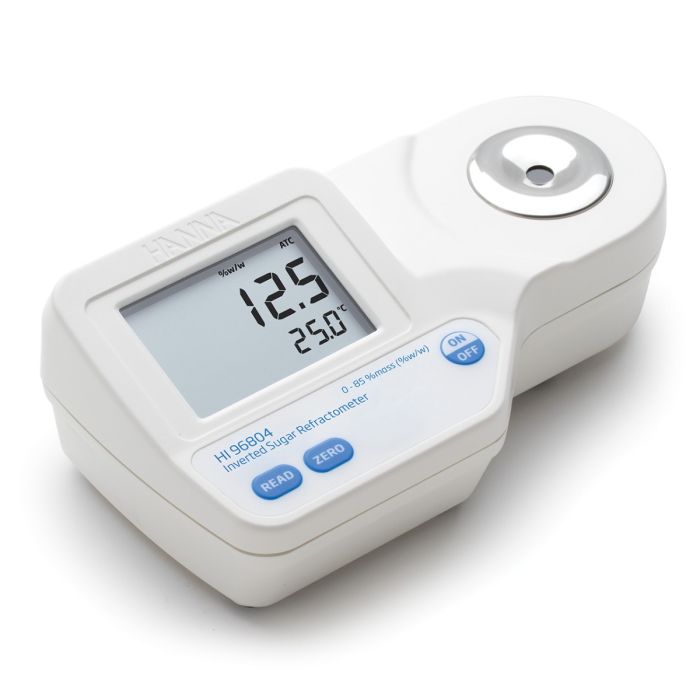 HANNA
%w/w
ATC
12.5
25.0°C
ON
OFF
0 - 85 %mass (%w/w)
HI 96804
Inverted Sugar Refractometer
READ
ZERO